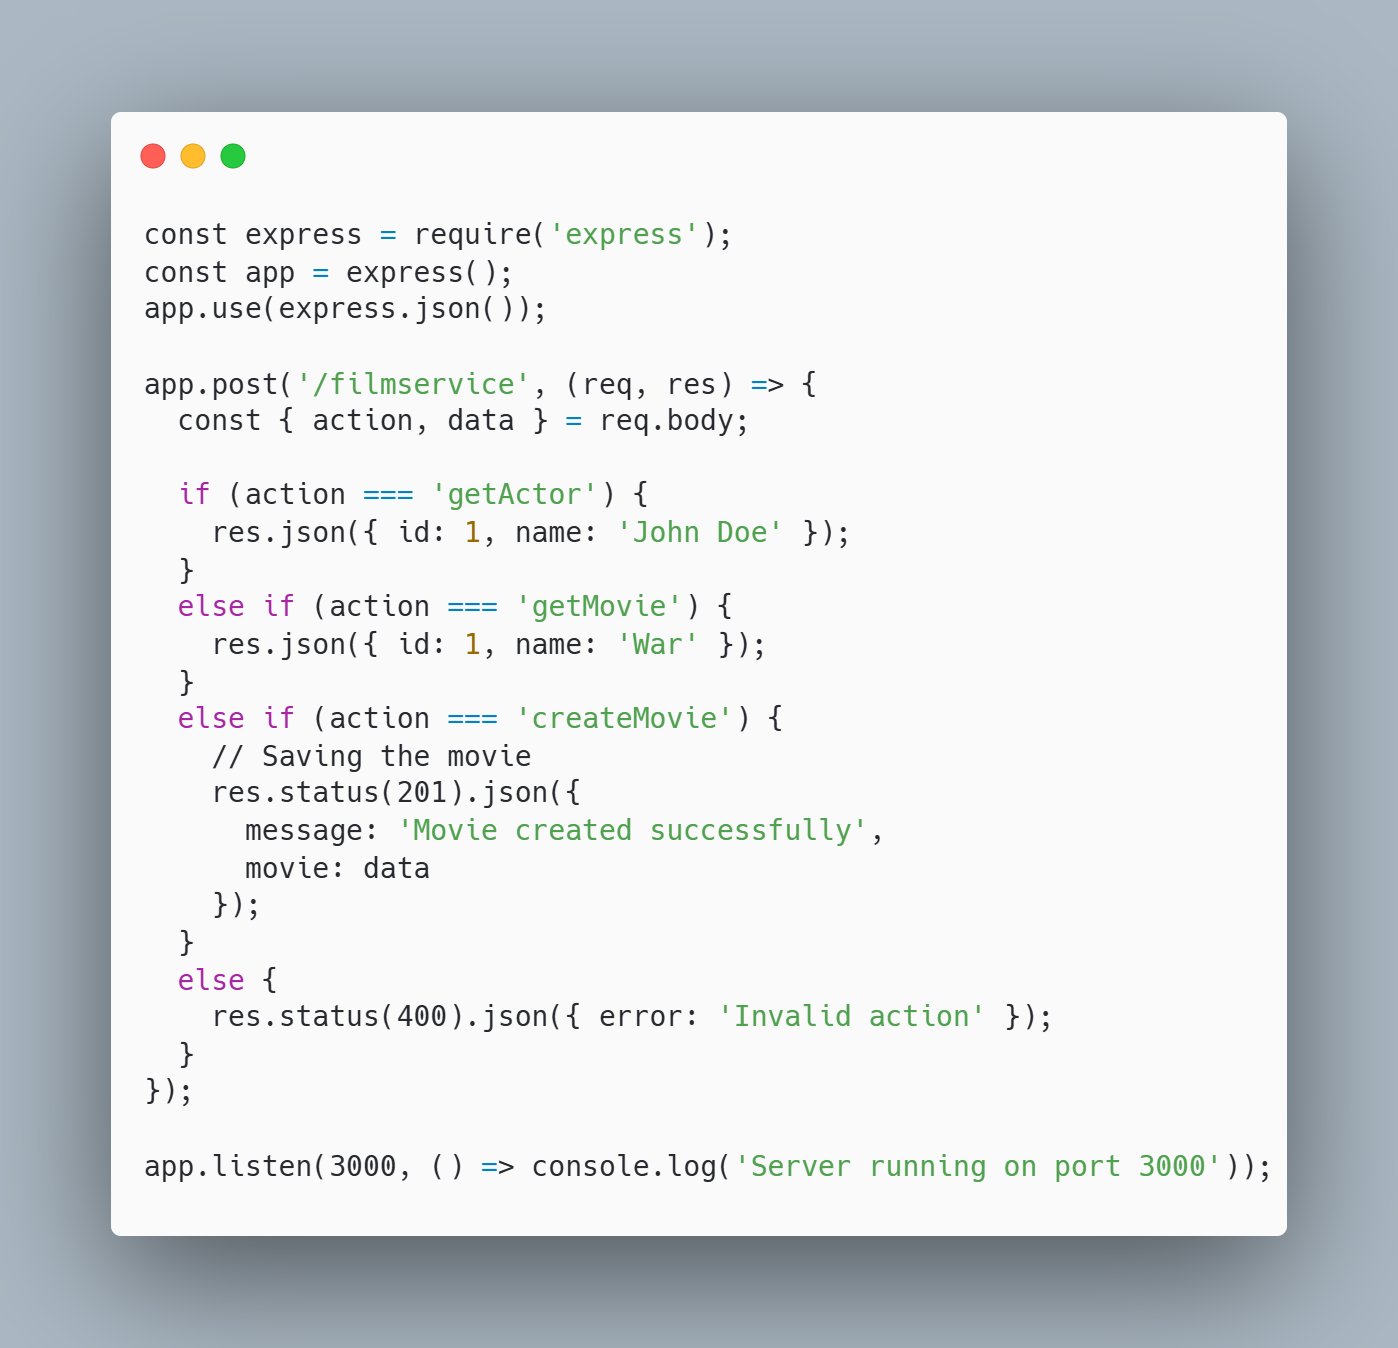 const express = require('express');
const app = express();
app.use(express.json());

app.post('/filmservice', (req, res) => {
  const { action, data } = req.body;

  if (action === 'getActor') {
    res.json({ id: 1, name: 'John Doe' });
  }
  else if (action === 'getMovie') {
    res.json({ id: 1, name: 'War' });
  }
  else if (action === 'createMovie') {
    // Saving the movie
    res.status(201).json({
      message: 'Movie created successfully',
      movie: data
    });
  }
  else {
    res.status(400).json({ error: 'Invalid action' });
  }
});

app.listen(3000, () => console.log('Server running on port 3000'));